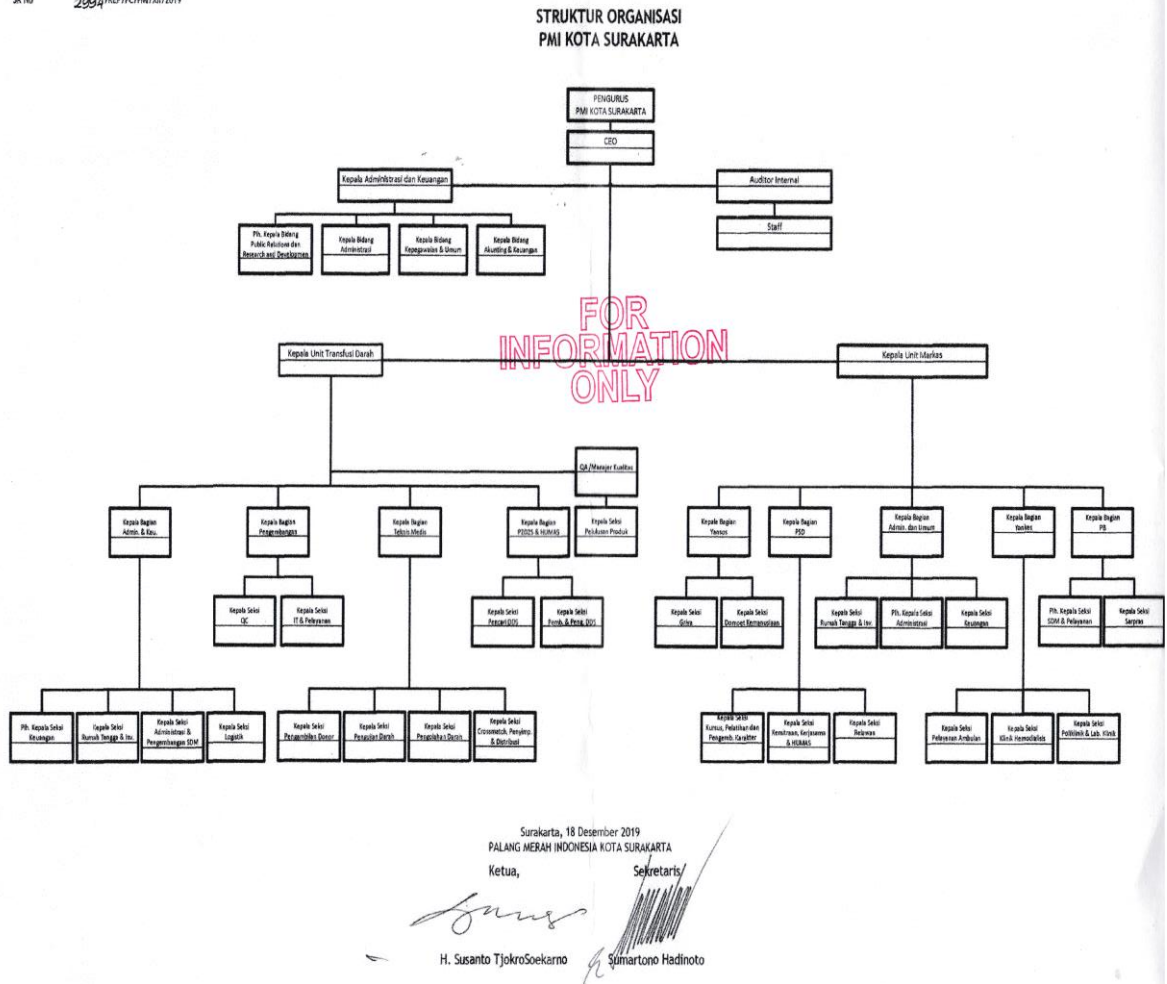 SK No
STRUKTUR ORGANISASI
PMI KOTA SURAKARTA
PENGURUS
PMI KOTA SURAKARTA
CEO
Kepala Administrasi dan Keuangan
Auditor Internal
Staff
Plh. Kepala Bidang
Public Relations dan
Research and Developmen
Kepala Bidang
Administrasi
Kepala Bidang
Kepegawaian & Umum
Kepala Bidang
Akunting & Keuangan
FOR
INFORMATION
ONLY
Kepala Unit Transfusi Darah
Kepala Unit Markas
QA /Manajer Kualitas
Kepala Bagian
Admin. & Keu.
Kepala Bagian
Pengembangan
Kepala Bagian
Teknis Medis
Kepala Bagian
P2D2S & HUMAS
Kepala Seksi
Pelulusan Produk
Kepala Bagian
Yansos
Kepala Bagian
PSD
Kepala Bagian
Admin. dan Umum
Kepala Bagian
Yankes
Kepala Bagian
PB
Kepala Seksi
QC
Kepala Seksi
IT & Pelayanan
Kepala Seksi
Pencari DDS
Kepala Seksi
Pemb. & Peng. DDS
Kepala Seksi
Griya
Kepala Seksi
Dompet Kemanusiaan
Kepala Seksi
Rumah Tangga & Inv.
Plh. Kepala Seksi
Administrasi
Kepala Seksi
Keuangan
Plh. Kepala Seksi
SDM & Pelayanan
Kepala Seksi
Sarpras
Plh. Kepala Seksi
Keuangan
Kepala Seksi
Rumah Tangga & Inv.
Kepala Seksi
Administrasi &
Pengembangan SDM
Kepala Seksi
Logistik
Kepala Seksi
Pengambilan Donor
Kepala Seksi
Pengujian Darah
Kepala Seksi
Pengolahan Darah
Kepala Seksi
Crossmatch, Penyimp.
& Distribusi
Kepala Seksi
Kursus, Pelatihan dan
Pengemb. Karakter
Kepala Seksi
Kemitraan, Kerjasama
& HUMAS
Kepala Seksi
Relawan
Kepala Seksi
Pelayanan Ambulan
Kepala Seksi
Klinik Hemodialisis
Kepala Seksi
Poliklinik & Lab. Klinik
Surakarta, 18 Desember 2019
PALANG MERAH INDONESIA KOTA SURAKARTA
Ketua,
Sekretaris
H. Susanto TjokroSoekarno
Sumartono Hadinoto